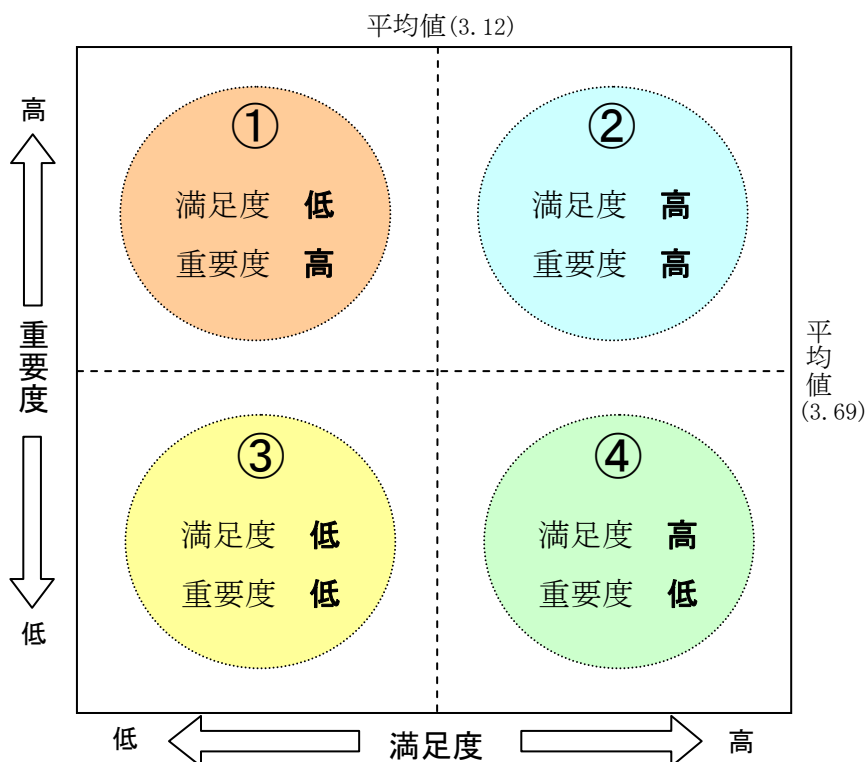 平均値(3.12)
高
① ②
満足度 低 満足度 高
重要度 高 重要度 高
重要度
平均値
(3.69)
③ ④
満足度 低 満足度 高
重要度 低 重要度 低
低
低 満足度 高